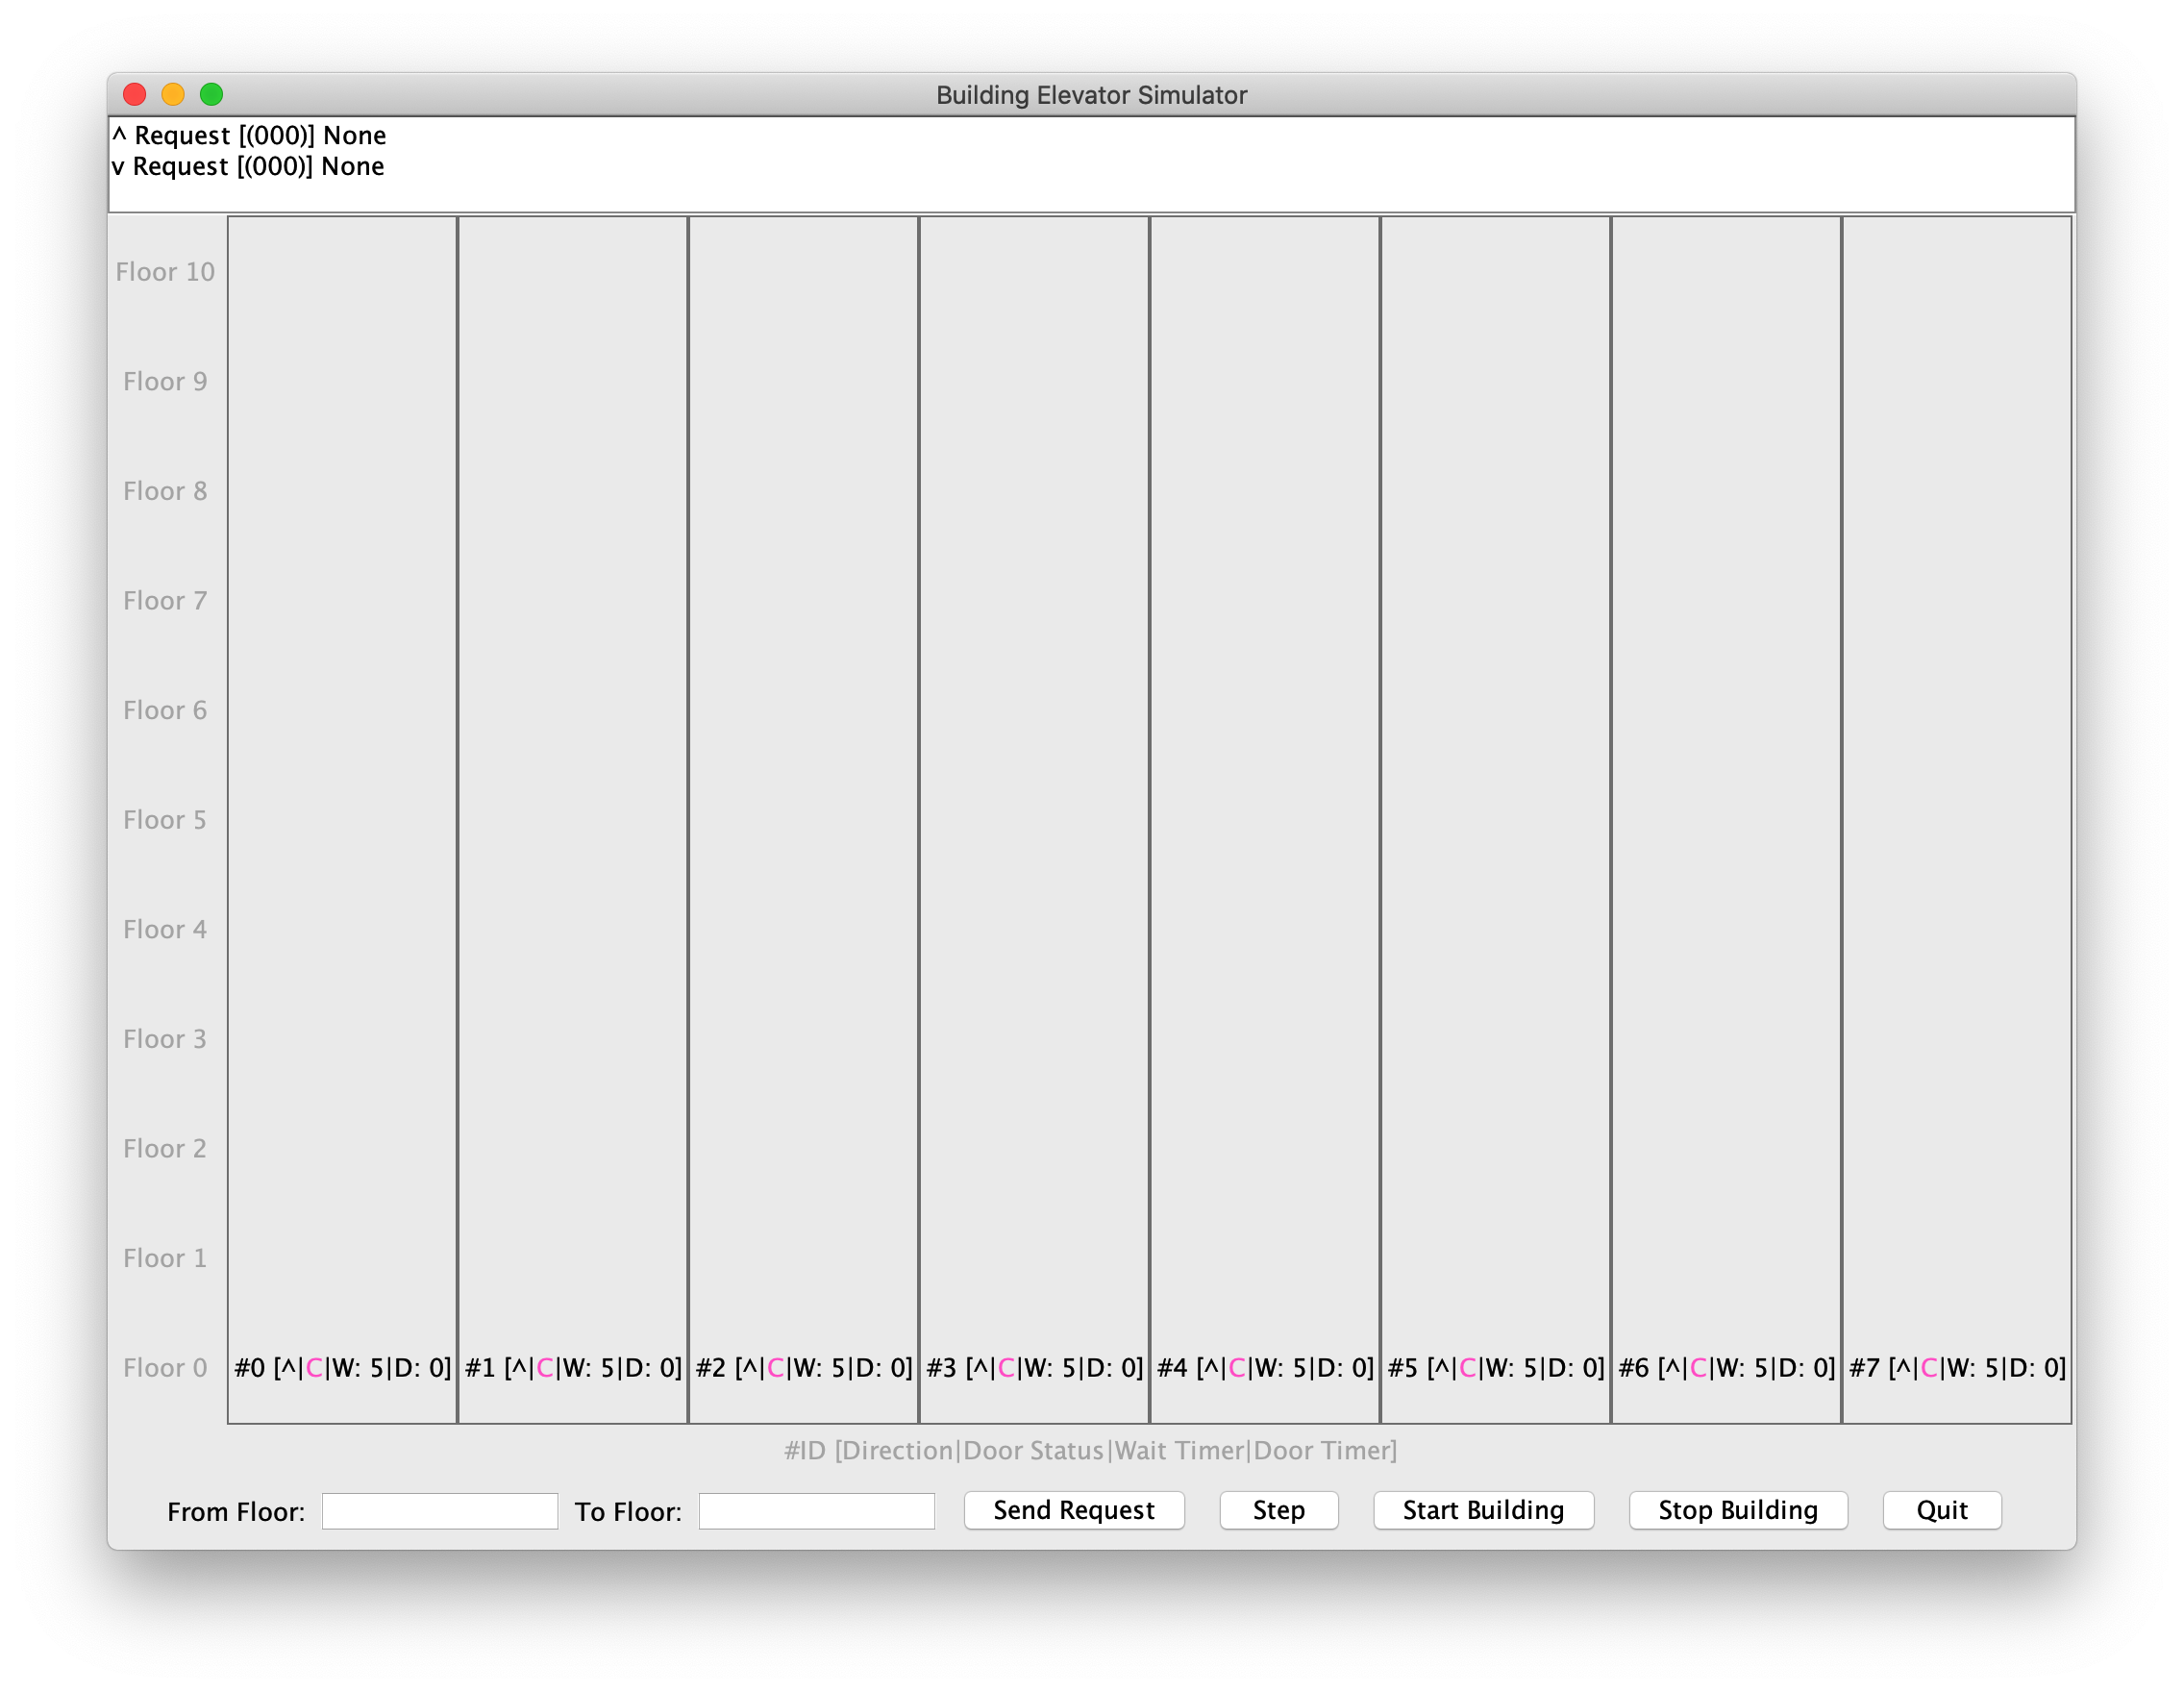 Building Elevator Simulator
^ Request [(000)] None
v Request [(000)] None
Floor 10
Floor 9
Floor 8
Floor 7
Floor 6
Floor 5
Floor 4
Floor 3
Floor 2
Floor 1
Floor 0 #0 [^|C|W: 5|D: 0] #1 [^|C|W: 5|D: 0] #2 [^|C|W: 5|D: 0] #3 [^|C|W: 5|D: 0] #4 [^|C|W: 5|D: 0] #5 [^|C|W: 5|D: 0] #6 [^|C|W: 5|D: 0] #7 [^|C|W: 5|D: 0]
#ID [Direction|Door Status|Wait Timer|Door Timer]
From Floor: To Floor: Send Request Step Start Building Stop Building Quit